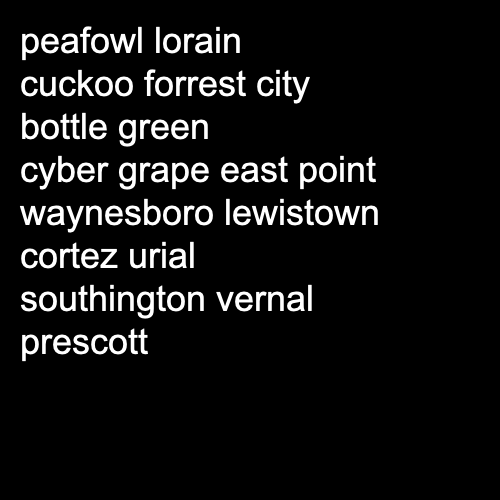 peafowl lorain
cuckoo forrest city
bottle green
cyber grape east point
waynesboro lewistown
cortez urial
southington vernal
prescott